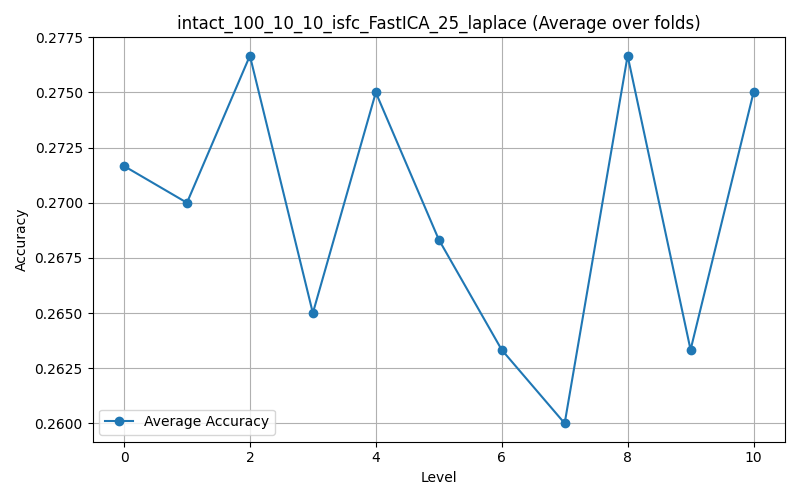 intact_100_10_10_isfc_FastICA_25_laplace (Average over folds)
0.2775
0.2750
0.2725
0.2700
0.2675
0.2650
0.2625
0.2600
Accuracy
Average Accuracy
0 2 4 6 8 10
Level